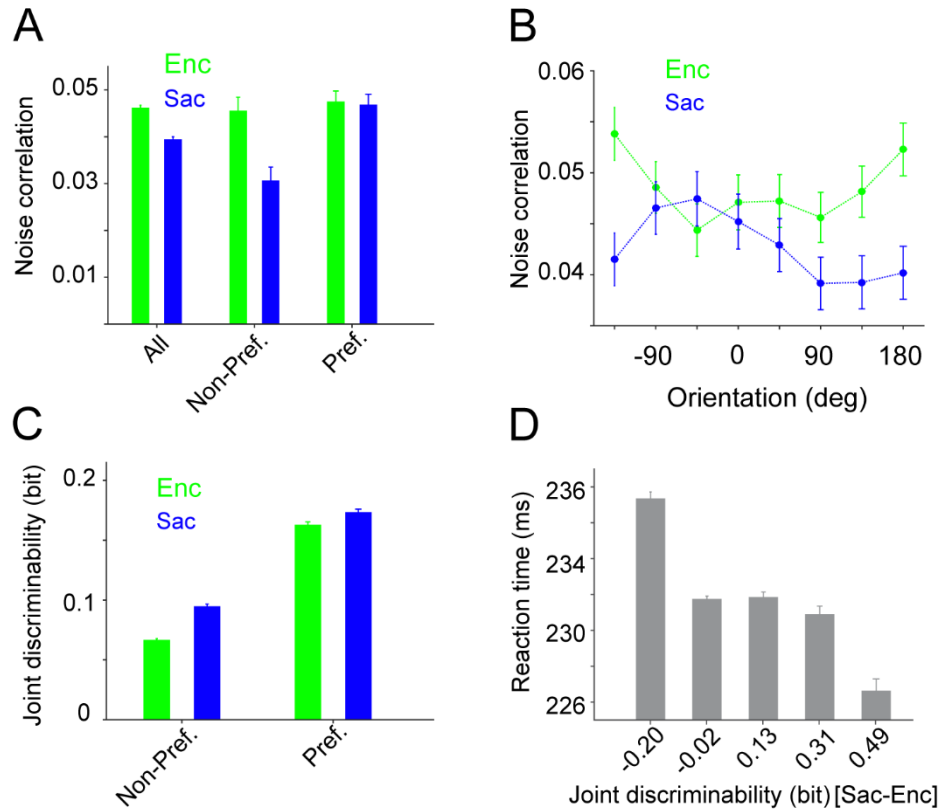 A
Enc
Sac
Noise correlation
0.05
0.03
0.01
All
Non-Pref.
Pref.
B
Enc
Sac
Noise correlation
0.06
0.05
0.04
-90
0
90
180
Orientation (deg)
C
Enc
Sac
Joint discriminability (bit)
0.2
0.1
0
Non-Pref.
Pref.
D
Reaction time (ms)
236
230
226
-0.20
-0.02
0.13
0.31
0.49
Joint discriminability (bit) [Sac-Enc]